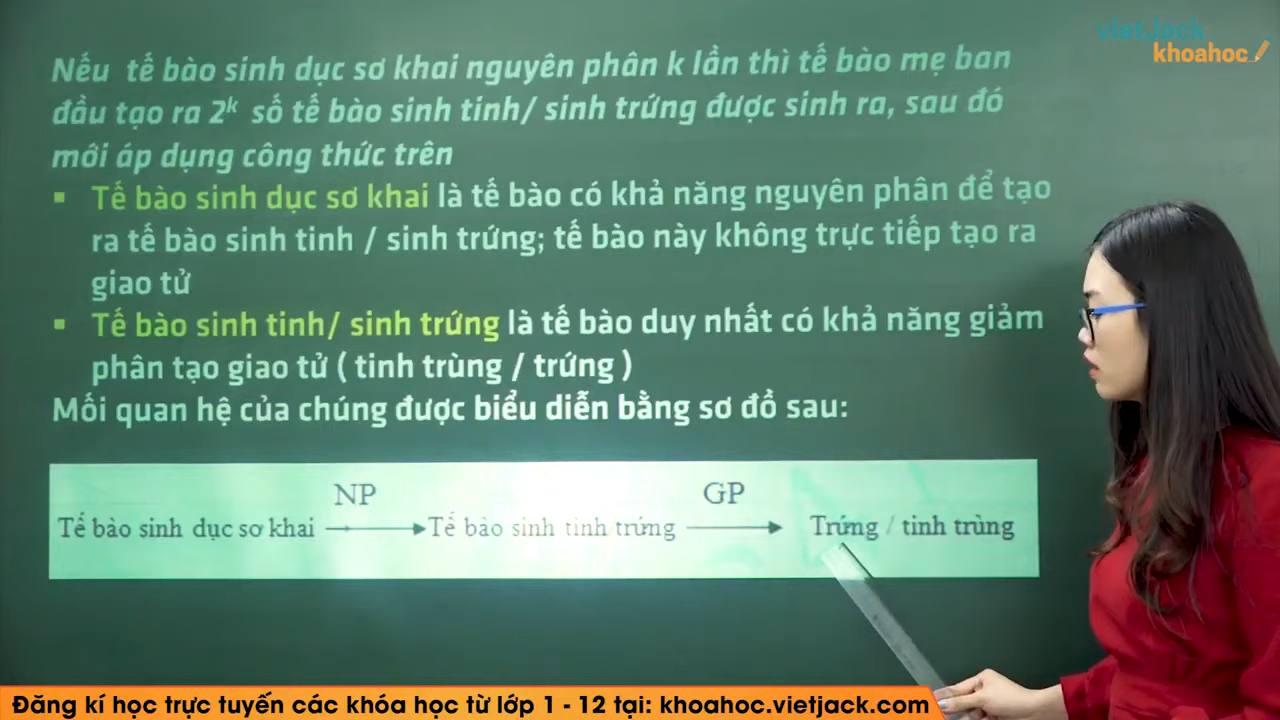 vietJack
khoahoc
Nếu tế bào sinh dục sơ khai nguyên phân k lần thì tế bào mẹ ban
đầu tạo ra 2ᵏ số tế bào sinh tinh/ sinh trứng được sinh ra, sau đó
mới áp dụng công thức trên
▪ Tế bào sinh dục sơ khai là tế bào có khả năng nguyên phân để tạo
ra tế bào sinh tinh / sinh trứng; tế bào này không trực tiếp tạo ra
giao tử
▪ Tế bào sinh tinh/ sinh trứng là tế bào duy nhất có khả năng giảm
phân tạo giao tử ( tinh trùng / trứng )
Mối quan hệ của chúng được biểu diễn bằng sơ đồ sau:
NP GP
Tế bào sinh dục sơ khai → Tế bào sinh tinh trứng → Trứng / tinh trùng
Đăng kí học trực tuyến các khóa học từ lớp 1 - 12 tại: khoahoc.vietjack.com